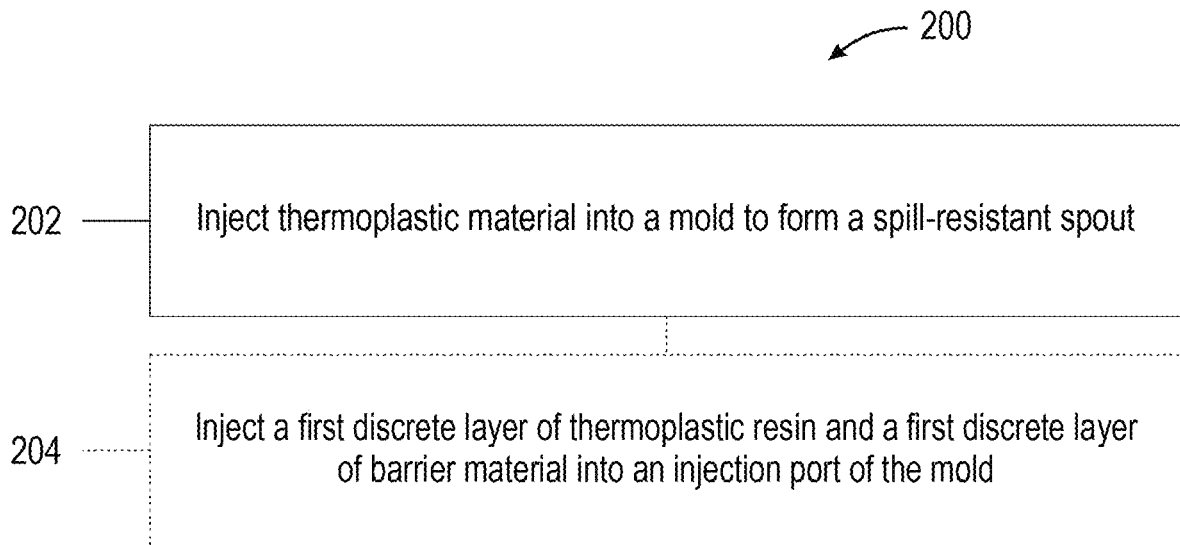 200
202
Inject thermoplastic material into a mold to form a spill-resistant spout
204
Inject a first discrete layer of thermoplastic resin and a first discrete layer
of barrier material into an injection port of the mold